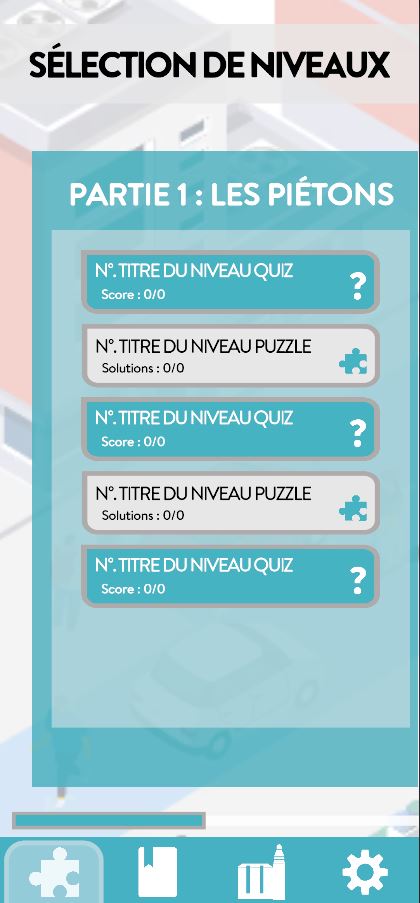 SÉLECTION DE NIVEAUX
PARTIE 1 : LES PIÉTONS
N°. TITRE DU NIVEAU QUIZ
Score : 0/0
?
N°. TITRE DU NIVEAU PUZZLE
Solutions : 0/0
N°. TITRE DU NIVEAU QUIZ
Score : 0/0
?
N°. TITRE DU NIVEAU PUZZLE
Solutions : 0/0
N°. TITRE DU NIVEAU QUIZ
Score : 0/0
?